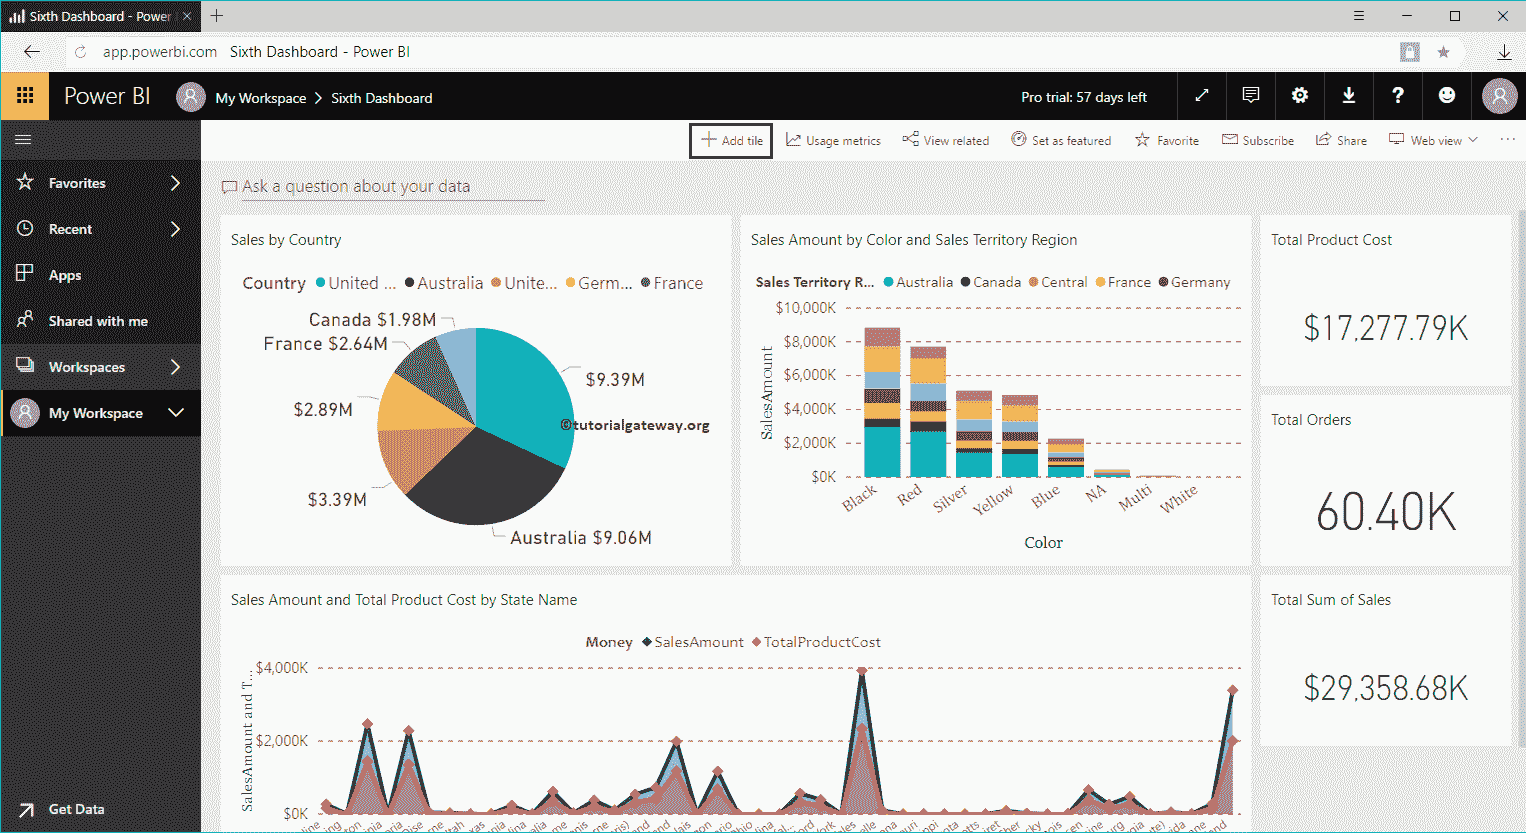 Sixth Dashboard - Power
app.powerbi.com Sixth Dashboard - Power BI
Power BI My Workspace > Sixth Dashboard Pro trial: 57 days left
Add tile Usage metrics View related Set as featured Favorite Subscribe Share Web view ...
Favorites
Recent
Apps
Shared with me
Workspaces
My Workspace
Get Data
Ask a question about your data
Sales by Country
Country United ... Australia Unite... Germ... France
Canada $1.98M
France $2.64M
$9.39M
$2.89M
©tutorialgateway.org
$3.39M
Australia $9.06M
Sales Amount by Color and Sales Territory Region
Sales Territory R... Australia Canada Central France Germany
SalesAmount
$10,000K
$8,000K
$6,000K
$4,000K
$2,000K
$0K
Black Red Silver Yellow Blue NA Multi White
Color
Total Product Cost
$17,277.79K
Total Orders
60.40K
Sales Amount and Total Product Cost by State Name
Money SalesAmount TotalProductCost
SalesAmount and T...
$4,000K
$2,000K
$0K
Total Sum of Sales
$29,358.68K